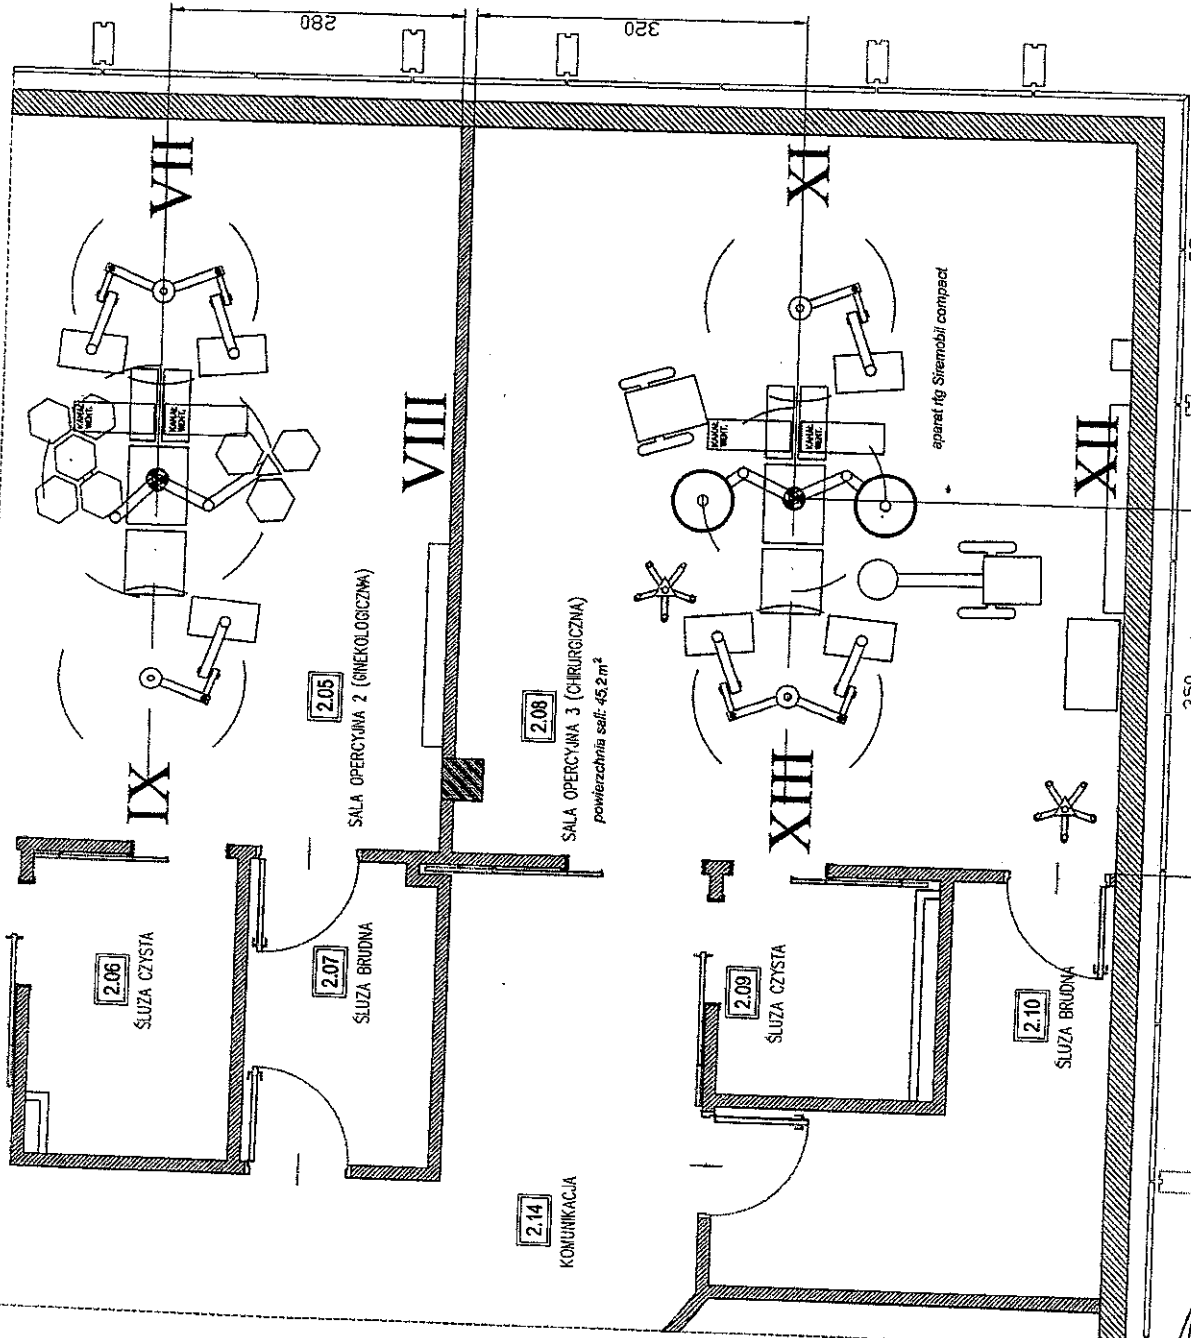 280
320
VII
XI
KANAŁ
WENT.
KANAŁ
WENT.
VIII
KANAŁ
WENT.
KANAŁ
WENT.
aparat rtg Siremobil compact
XII
2.05
SALA OPERCYJNA 2 (GINEKOLOGICZNA)
2.08
SALA OPERCYJNA 3 (CHIRURGICZNA)
powierzchnia sali: 45,2 m²
IX
XIII
2.06
ŚLUZA CZYSTA
2.07
ŚLUZA BRUDNA
2.09
ŚLUZA CZYSTA
2.10
ŚLUZA BRUDNA
2.14
KOMUNIKACJA